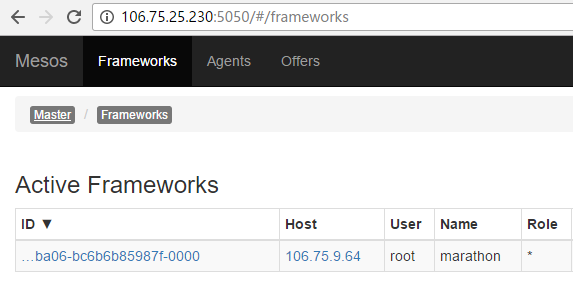 106.75.25.230:5050/#/frameworks
Mesos Frameworks Agents Offers
Master / Frameworks
Active Frameworks
ID ▼ Host User Name Role
…ba06-bc6b6b85987f-0000 106.75.9.64 root marathon *